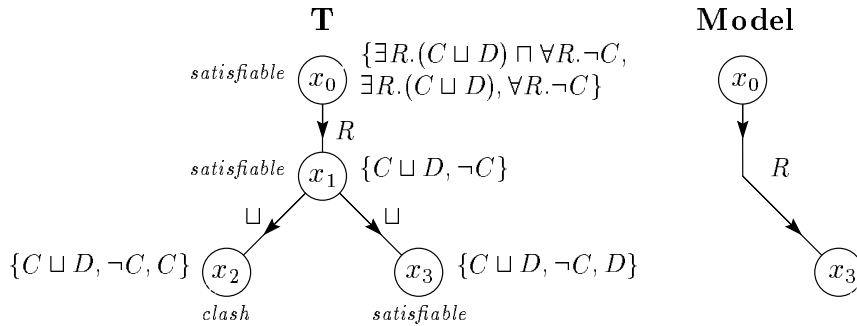 T
Model
satisfiable
x₀
{∃R.(C ⊔ D) ⊓ ∀R.¬C,
∃R.(C ⊔ D), ∀R.¬C}
x₀
R
satisfiable
x₁
{C ⊔ D, ¬C}
R
⊔
⊔
{C ⊔ D, ¬C, C}
x₂
x₃
{C ⊔ D, ¬C, D}
x₃
clash
satisfiable